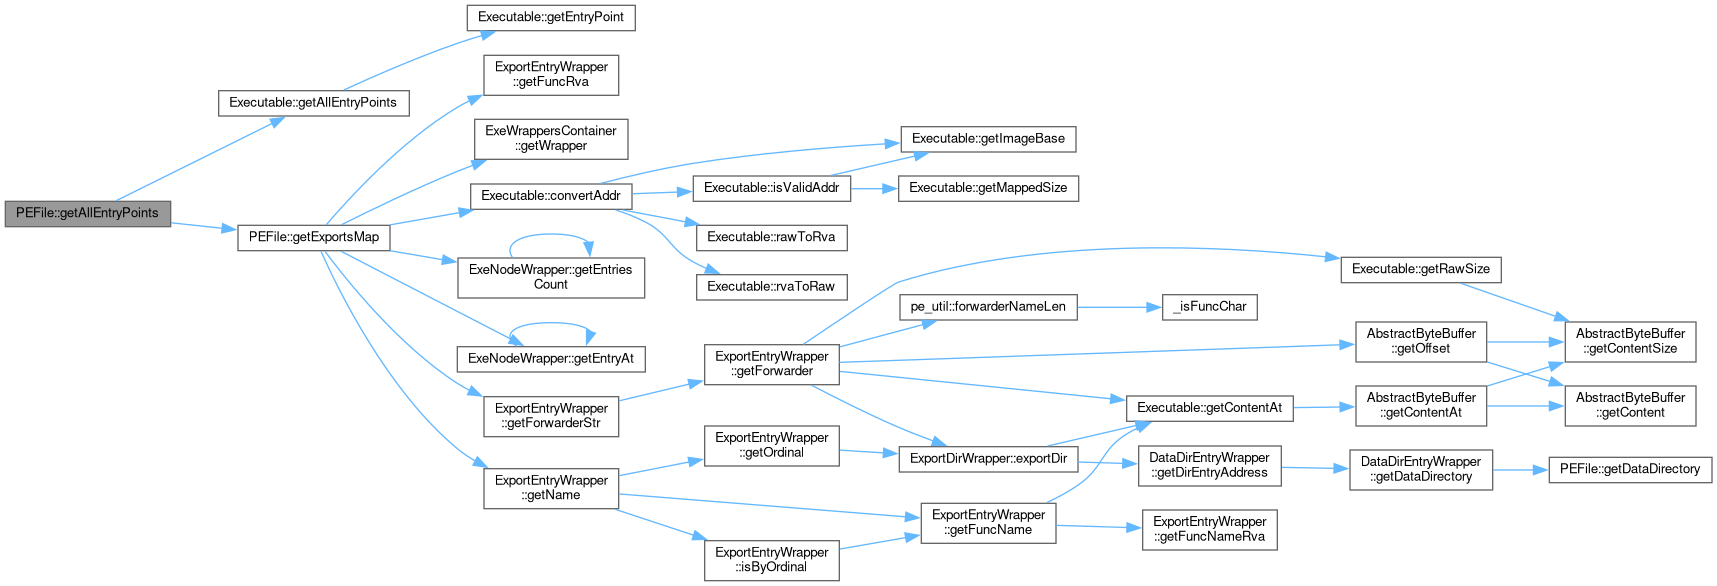 PEFile::getAllEntryPoints
Executable::getAllEntryPoints
Executable::getEntryPoint
PEFile::getExportsMap
ExportEntryWrapper
::getFuncRva
ExeWrappersContainer
::getWrapper
Executable::convertAddr
ExeNodeWrapper::getEntries
Count
ExeNodeWrapper::getEntryAt
ExportEntryWrapper
::getForwarderStr
ExportEntryWrapper
::getName
Executable::getImageBase
Executable::isValidAddr
Executable::getMappedSize
Executable::rawToRva
Executable::rvaToRaw
ExportEntryWrapper
::getForwarder
ExportEntryWrapper
::getOrdinal
ExportEntryWrapper
::isByOrdinal
pe_util::forwarderNameLen
_isFuncChar
ExportDirWrapper::exportDir
ExportEntryWrapper
::getFuncName
Executable::getContentAt
DataDirEntryWrapper
::getDirEntryAddress
ExportEntryWrapper
::getFuncNameRva
Executable::getRawSize
AbstractByteBuffer
::getOffset
AbstractByteBuffer
::getContentAt
DataDirEntryWrapper
::getDataDirectory
AbstractByteBuffer
::getContentSize
AbstractByteBuffer
::getContent
PEFile::getDataDirectory